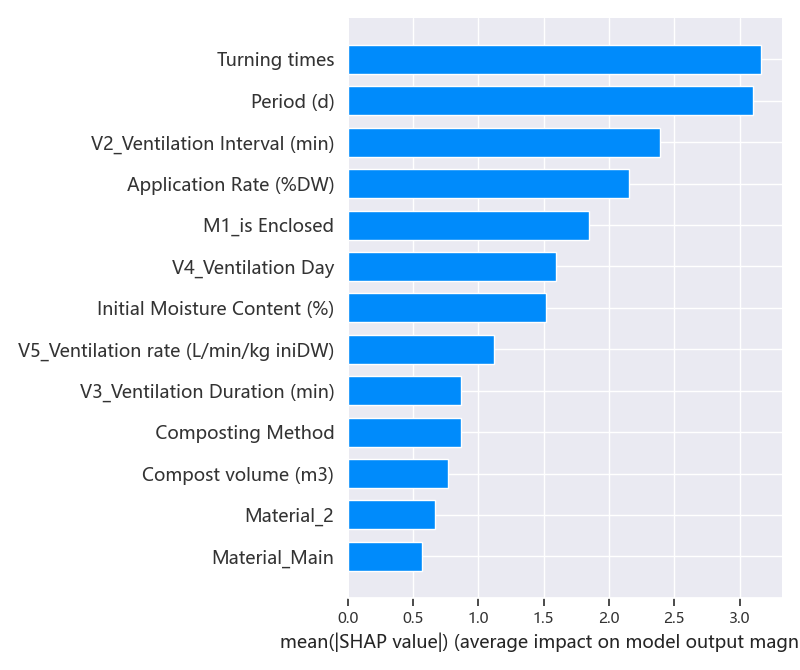 Turning times
Period (d)
V2_Ventilation Interval (min)
Application Rate (%DW)
M1_is Enclosed
V4_Ventilation Day
Initial Moisture Content (%)
V5_Ventilation rate (L/min/kg iniDW)
V3_Ventilation Duration (min)
Composting Method
Compost volume (m3)
Material_2
Material_Main
0.0 0.5 1.0 1.5 2.0 2.5 3.0
mean(|SHAP value|) (average impact on model output magn